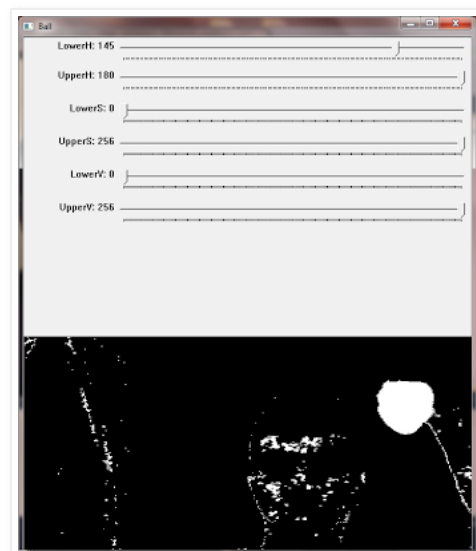 Ball
LowerH: 145
UpperH: 180
LowerS: 0
UpperS: 256
LowerV: 0
UpperV: 256